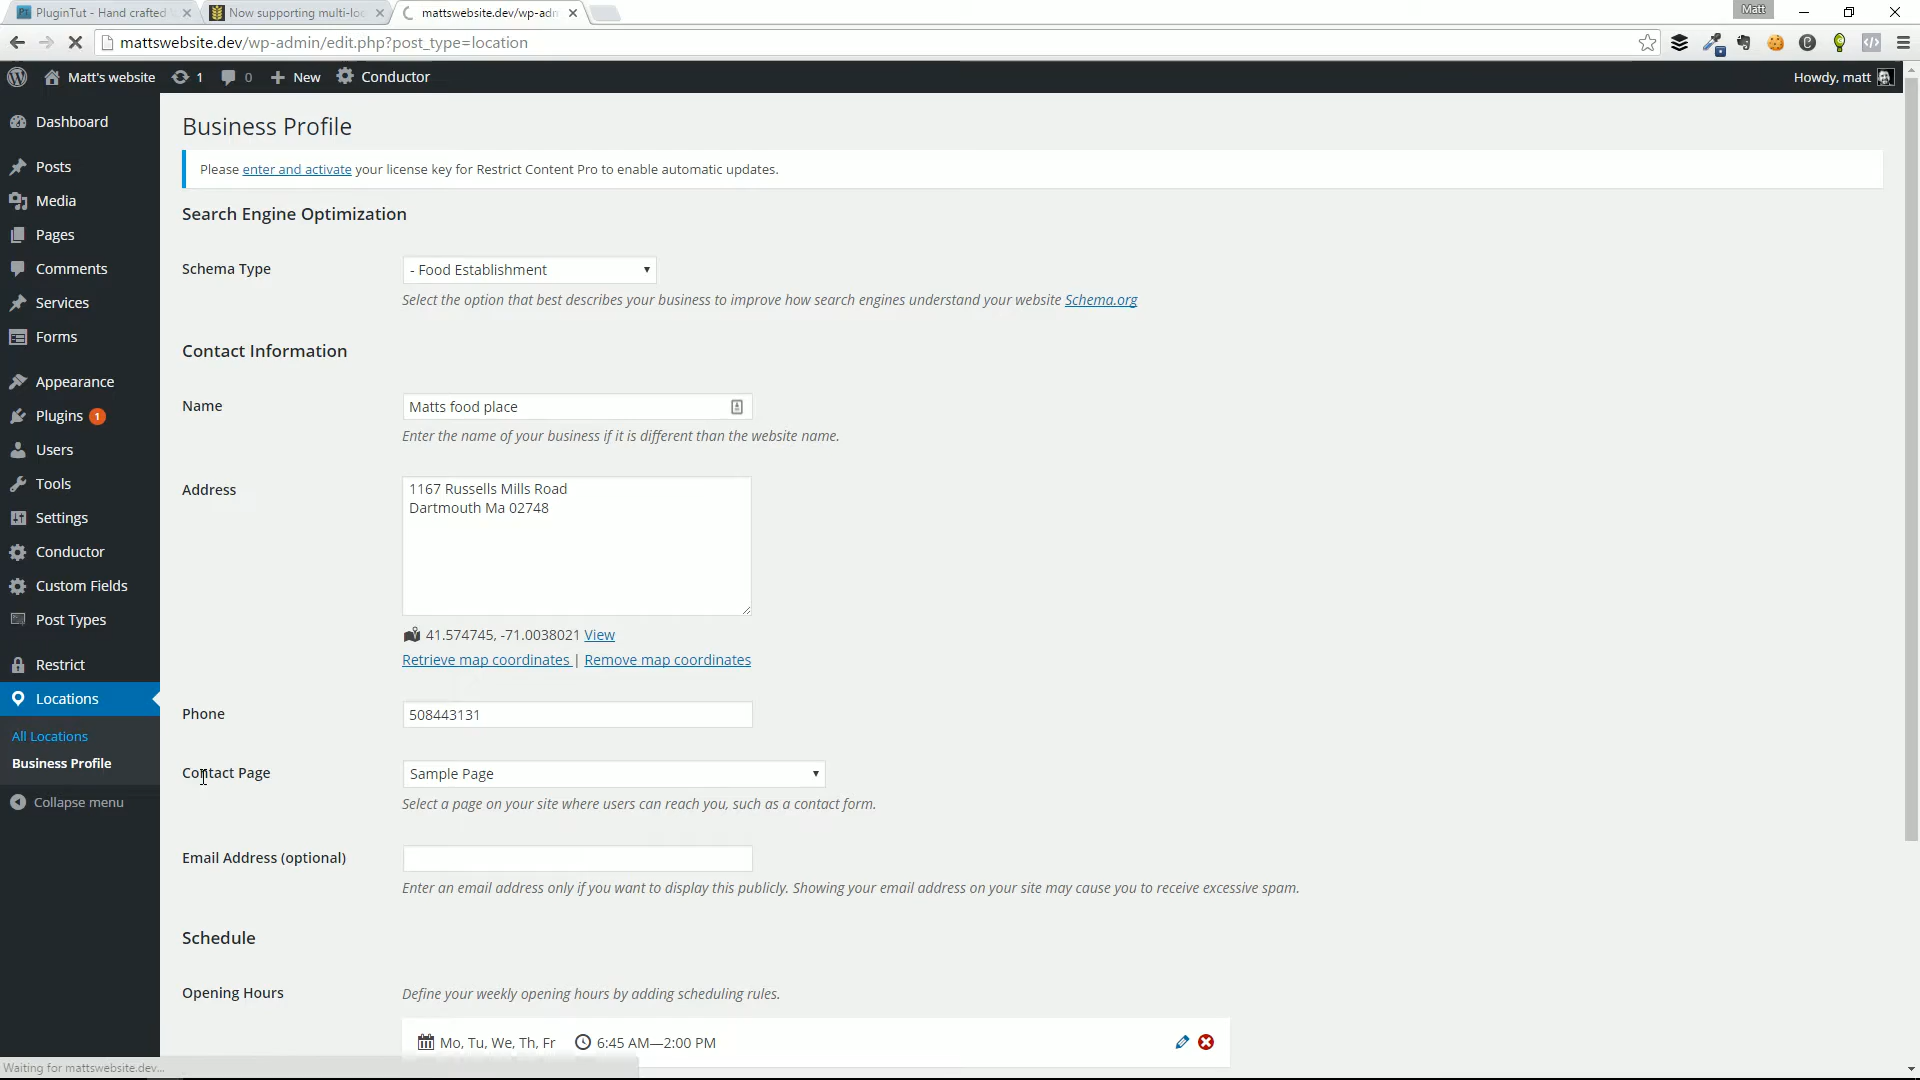 PluginTut - Hand crafted
Now supporting multi-lo
mattswebsite.dev/wp-adm
Matt
mattswebsite.dev/wp-admin/edit.php?post_type=location
Matt's website
1
0
New
Conductor
Howdy, matt
Dashboard
Posts
Media
Pages
Comments
Services
Forms
Appearance
Plugins 1
Users
Tools
Settings
Conductor
Custom Fields
Post Types
Restrict
Locations
All Locations
Business Profile
Collapse menu
Business Profile
Please enter and activate your license key for Restrict Content Pro to enable automatic updates.
Search Engine Optimization
Schema Type
- Food Establishment
Select the option that best describes your business to improve how search engines understand your website Schema.org
Contact Information
Name
Matts food place
Enter the name of your business if it is different than the website name.
Address
1167 Russells Mills Road
Dartmouth Ma 02748
41.574745, -71.0038021 View
Retrieve map coordinates | Remove map coordinates
Phone
508443131
Contact Page
Sample Page
Select a page on your site where users can reach you, such as a contact form.
Email Address (optional)
Enter an email address only if you want to display this publicly. Showing your email address on your site may cause you to receive excessive spam.
Schedule
Opening Hours
Define your weekly opening hours by adding scheduling rules.
Mo, Tu, We, Th, Fr
6:45 AM—2:00 PM
Waiting for mattswebsite.dev...